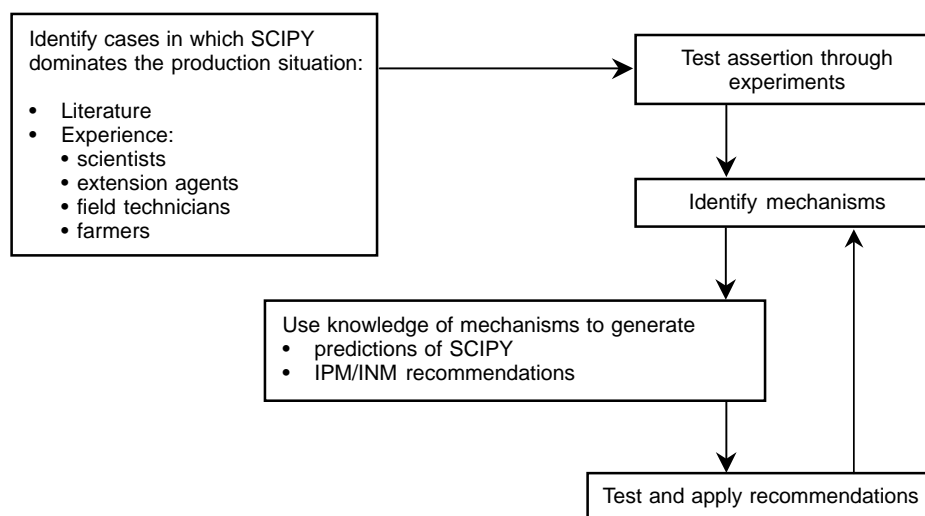 Identify cases in which SCIPY
dominates the production situation:
• Literature
• Experience:
• scientists
• extension agents
• field technicians
• farmers
Test assertion through
experiments
Identify mechanisms
Use knowledge of mechanisms to generate
• predictions of SCIPY
• IPM/INM recommendations
Test and apply recommendations